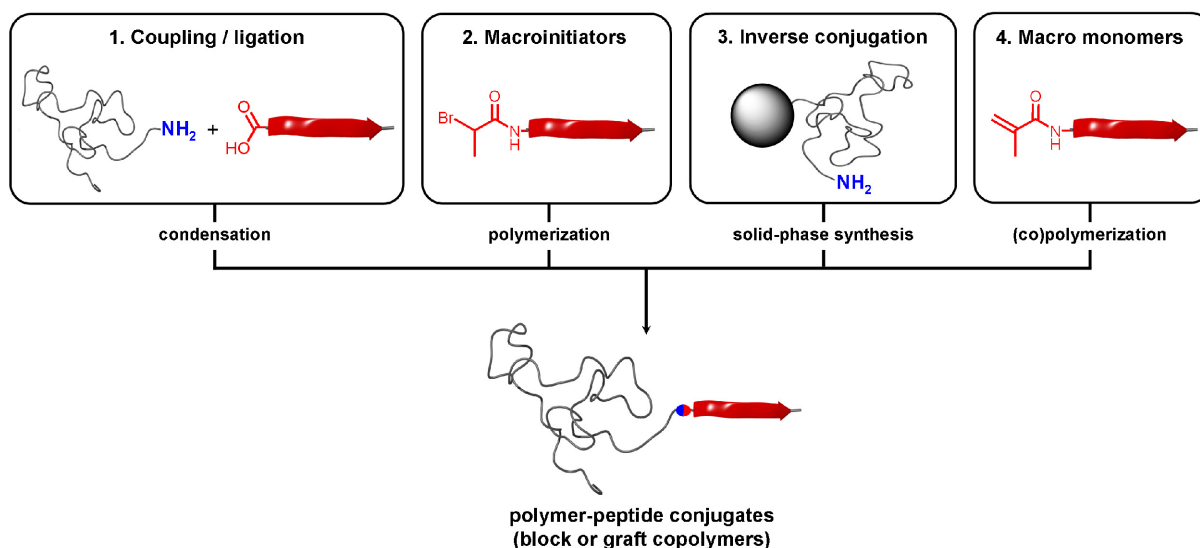 1. Coupling / ligation
NH2
+
O
HO
2. Macroinitiators
O
Br
N
H
3. Inverse conjugation
NH2
4. Macro monomers
O
N
H
condensation
polymerization
solid-phase synthesis
(co)polymerization
polymer-peptide conjugates
(block or graft copolymers)